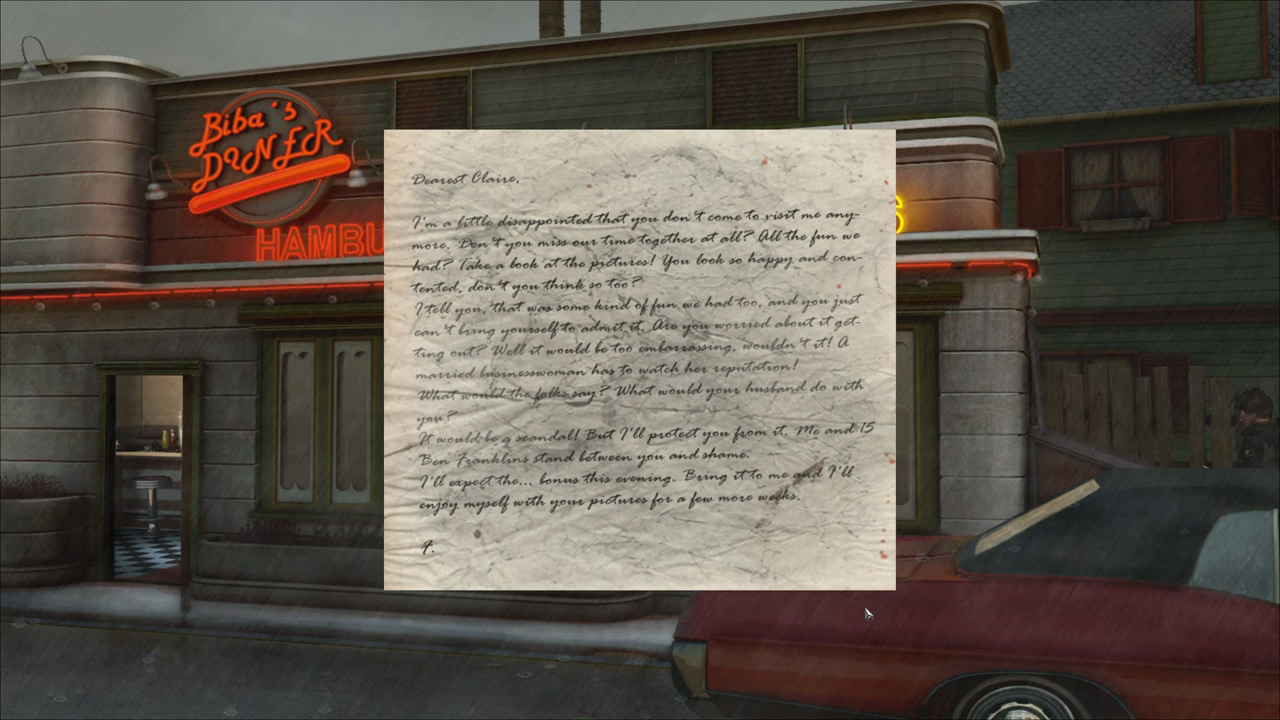 Biba's
DINER
HAMBU
S
Dearest Claire,
I'm a little disappointed that you don't come to visit me any-
more. Don't you miss our time together at all? All the fun we
had? Take a look at the pictures! You look so happy and con-
tented, don't you think so too?
I tell you, that was some kind of fun we had too, and you just
can't bring yourself to admit it. Are you worried about it get-
ting out? Well it would be too embarrassing, wouldn't it! A
married businesswoman has to watch her reputation!
What would the folks say? What would your husband do with
you?
It would be a scandal! But I'll protect you from it. Me and 15
Ben Franklins stand between you and shame.
I'll expect the... bonus this evening. Bring it to me and I'll
enjoy myself with your pictures for a few more weeks.